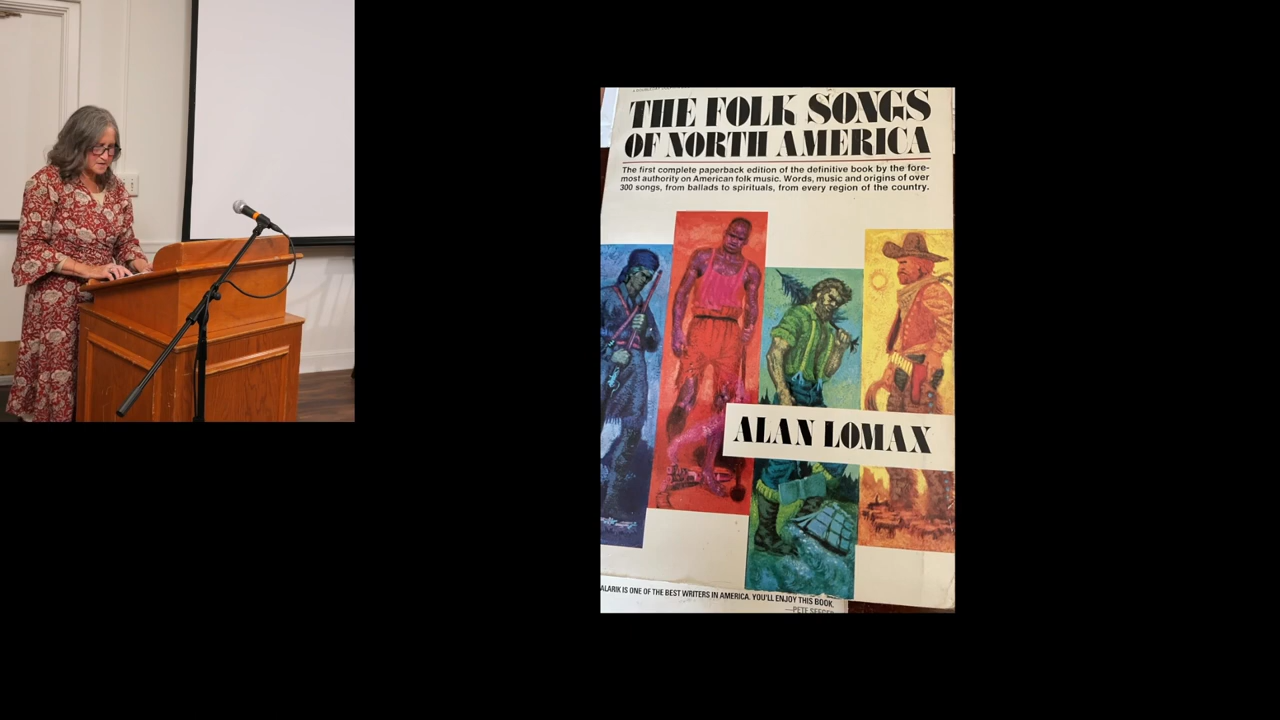 THE FOLK SONGS
OF NORTH AMERICA
The first complete paperback edition of the definitive book by the fore-
most authority on American folk music. Words, music and origins of over
300 songs, from ballads to spirituals, from every region of the country.
ALAN LOMAX
ALARIK IS ONE OF THE BEST WRITERS IN AMERICA. YOU'LL ENJOY THIS BOOK.
—PETE SEEGER